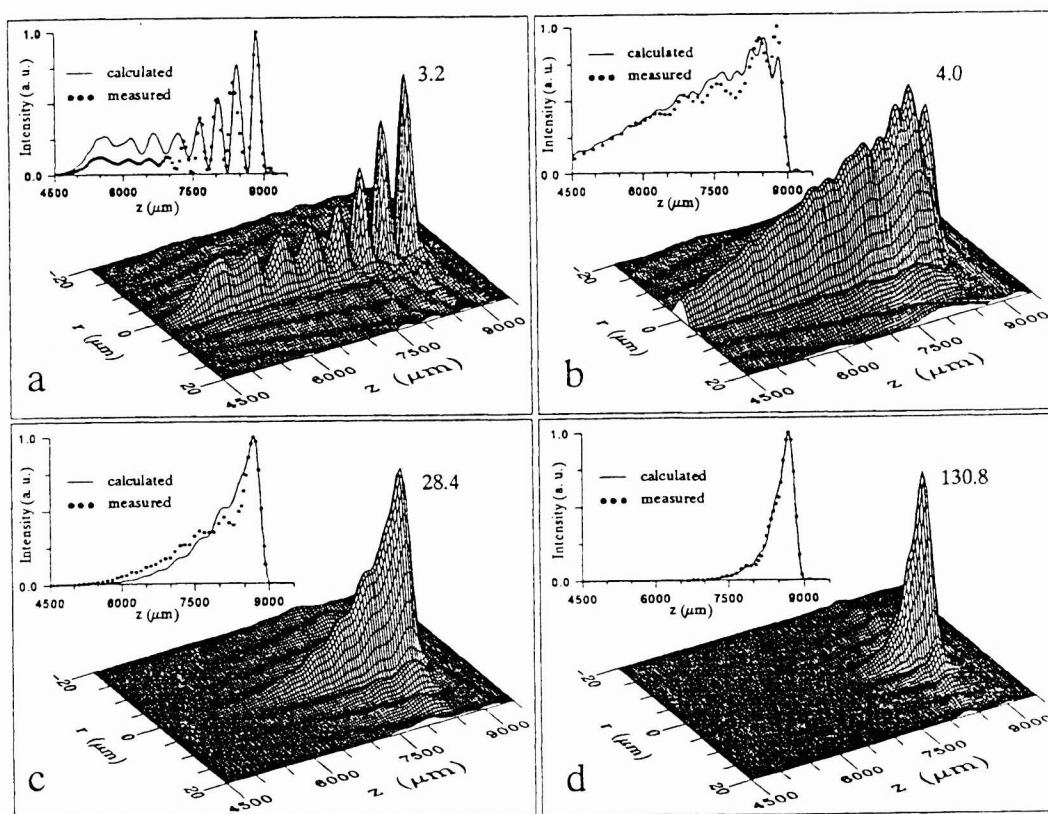 1.0
Intensity (a. u.)
calculated
measured
0.0
4500 6000 7500 9000
z (μm)
3.2
-20
0
20
r (μm)
4500 6000 7500 9000
z (μm)
a
1.0
Intensity (a. u.)
calculated
measured
0.0
4500 6000 7500 9000
z (μm)
4.0
-20
0
20
r (μm)
4500 6000 7500 9000
z (μm)
b
1.0
Intensity (a. u.)
calculated
measured
0.0
4500 6000 7500 9000
z (μm)
28.4
-20
0
20
r (μm)
4500 6000 7500 9000
z (μm)
c
1.0
Intensity (a. u.)
calculated
measured
0.0
4500 6000 7500 9000
z (μm)
130.8
-20
0
20
r (μm)
4500 6000 7500 9000
z (μm)
d